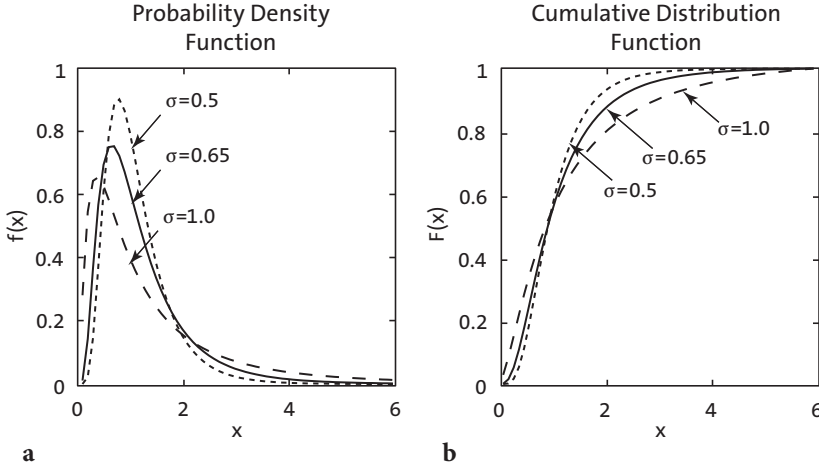 Probability Density
Function
1
0.8
0.6
0.4
0.2
0
f(x)
σ=0.5
σ=0.65
σ=1.0
0
2
4
6
x
a
Cumulative Distribution
Function
1
0.8
0.6
0.4
0.2
0
F(x)
σ=1.0
σ=0.65
σ=0.5
0
2
4
6
x
b